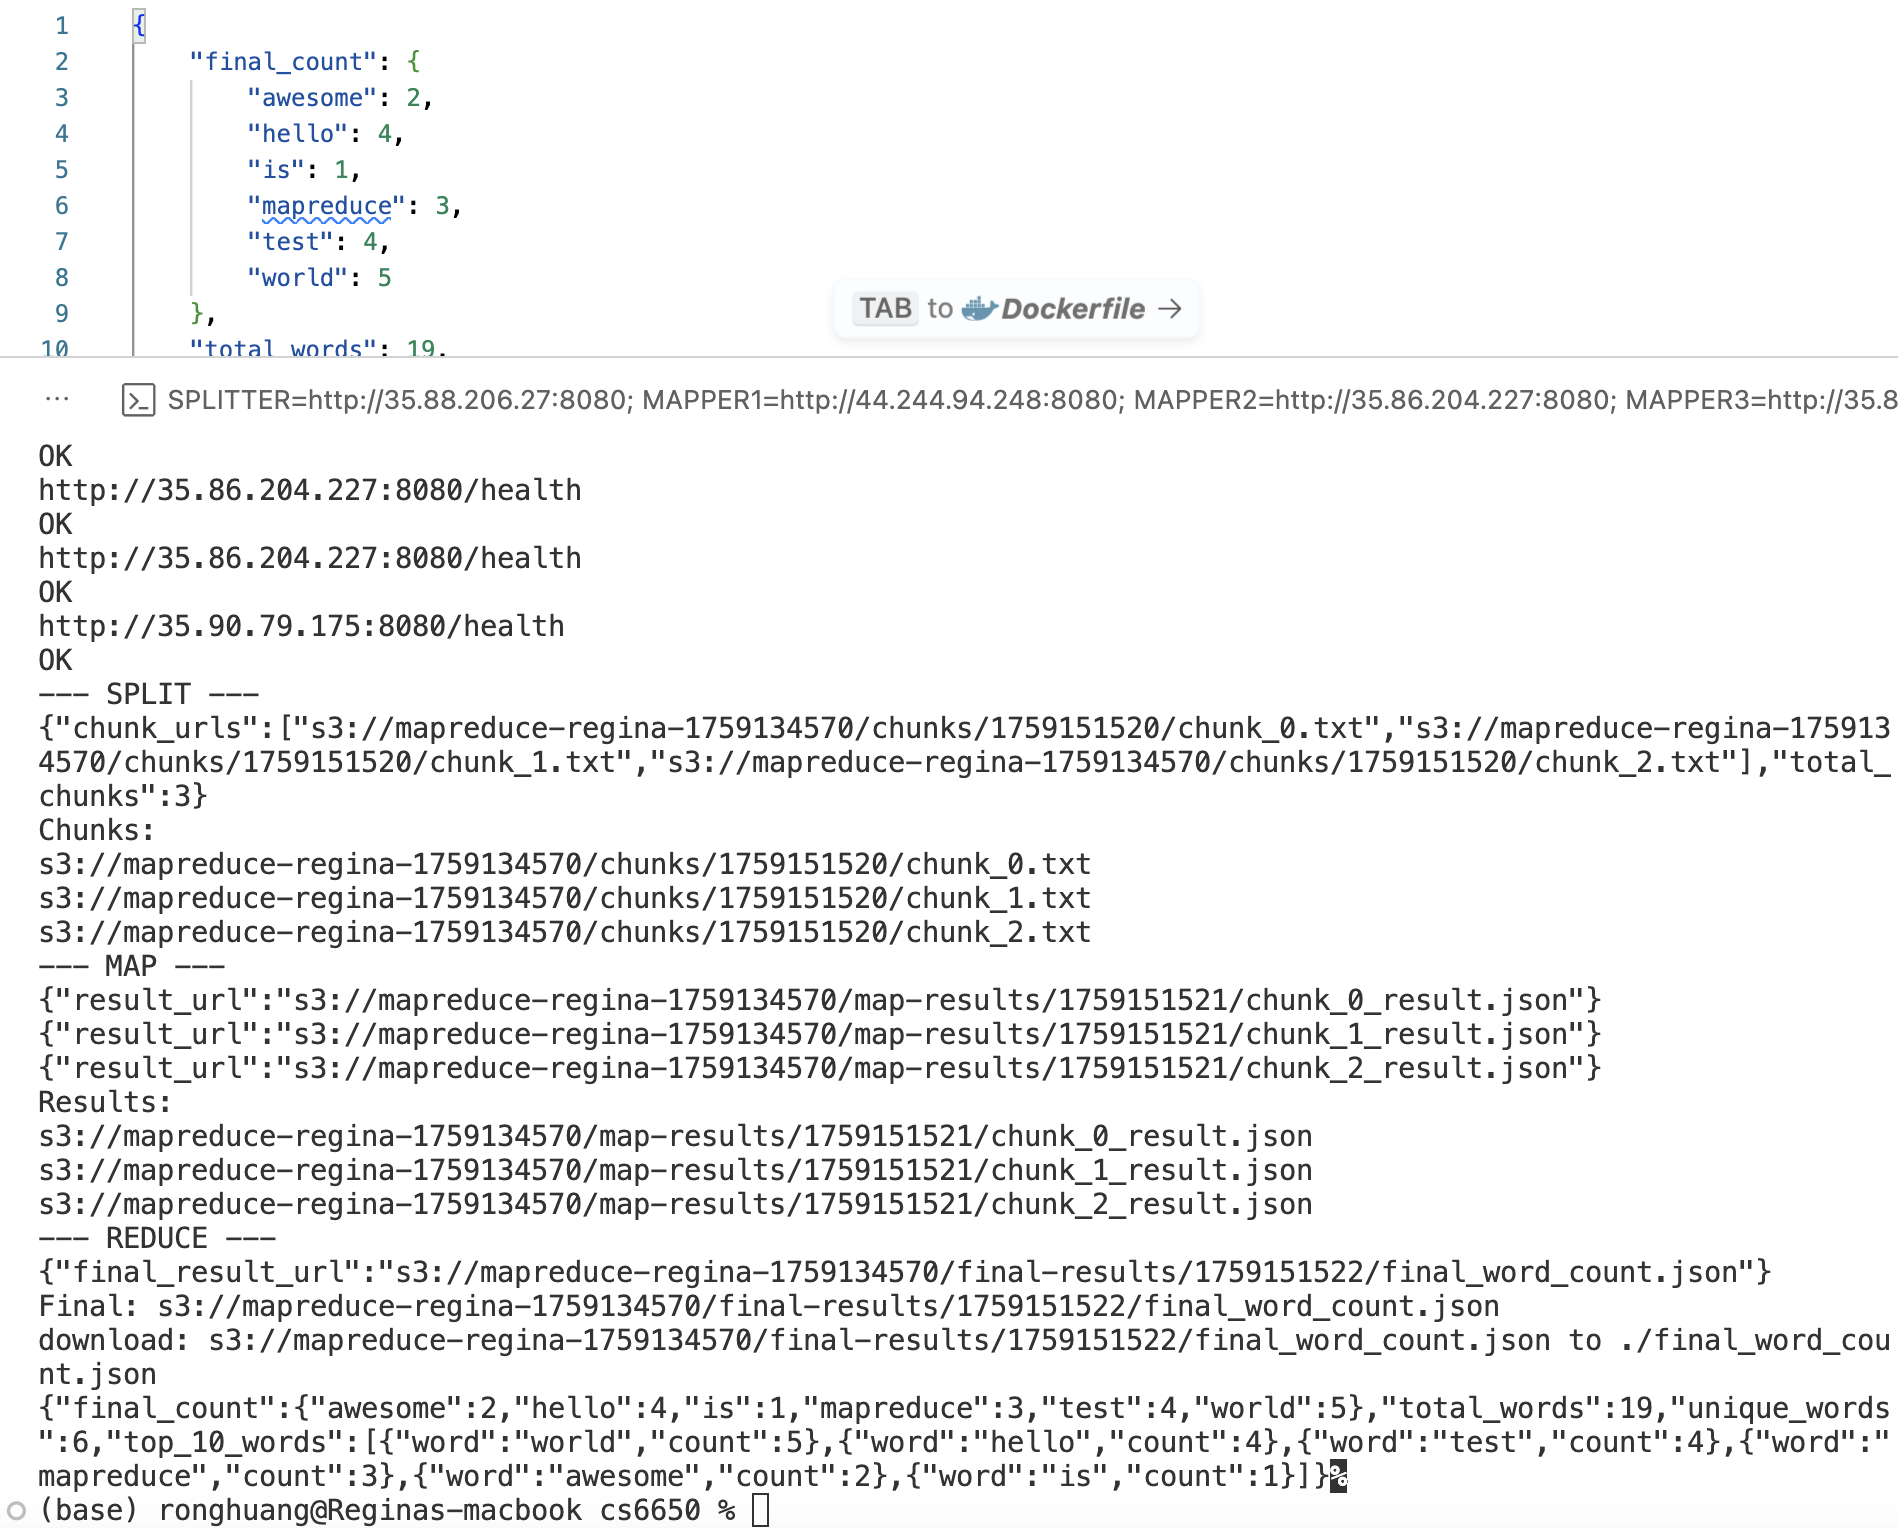 1 {
2 "final_count": {
3 "awesome": 2,
4 "hello": 4,
5 "is": 1,
6 "mapreduce": 3,
7 "test": 4,
8 "world": 5
9 },
TAB to Dockerfile →
10 "total_words": 19,
... SPLITTER=http://35.88.206.27:8080; MAPPER1=http://44.244.94.248:8080; MAPPER2=http://35.86.204.227:8080; MAPPER3=http://35.8
OK
http://35.86.204.227:8080/health
OK
http://35.86.204.227:8080/health
OK
http://35.90.79.175:8080/health
OK
--- SPLIT ---
{"chunk_urls":["s3://mapreduce-regina-1759134570/chunks/1759151520/chunk_0.txt","s3://mapreduce-regina-175913
4570/chunks/1759151520/chunk_1.txt","s3://mapreduce-regina-1759134570/chunks/1759151520/chunk_2.txt"],"total_
chunks":3}
Chunks:
s3://mapreduce-regina-1759134570/chunks/1759151520/chunk_0.txt
s3://mapreduce-regina-1759134570/chunks/1759151520/chunk_1.txt
s3://mapreduce-regina-1759134570/chunks/1759151520/chunk_2.txt
--- MAP ---
{"result_url":"s3://mapreduce-regina-1759134570/map-results/1759151521/chunk_0_result.json"}
{"result_url":"s3://mapreduce-regina-1759134570/map-results/1759151521/chunk_1_result.json"}
{"result_url":"s3://mapreduce-regina-1759134570/map-results/1759151521/chunk_2_result.json"}
Results:
s3://mapreduce-regina-1759134570/map-results/1759151521/chunk_0_result.json
s3://mapreduce-regina-1759134570/map-results/1759151521/chunk_1_result.json
s3://mapreduce-regina-1759134570/map-results/1759151521/chunk_2_result.json
--- REDUCE ---
{"final_result_url":"s3://mapreduce-regina-1759134570/final-results/1759151522/final_word_count.json"}
Final: s3://mapreduce-regina-1759134570/final-results/1759151522/final_word_count.json
download: s3://mapreduce-regina-1759134570/final-results/1759151522/final_word_count.json to ./final_word_cou
nt.json
{"final_count":{"awesome":2,"hello":4,"is":1,"mapreduce":3,"test":4,"world":5},"total_words":19,"unique_words
":6,"top_10_words":[{"word":"world","count":5},{"word":"hello","count":4},{"word":"test","count":4},{"word":"
mapreduce","count":3},{"word":"awesome","count":2},{"word":"is","count":1}]}%
(base) ronghuang@Reginas-macbook cs6650 %